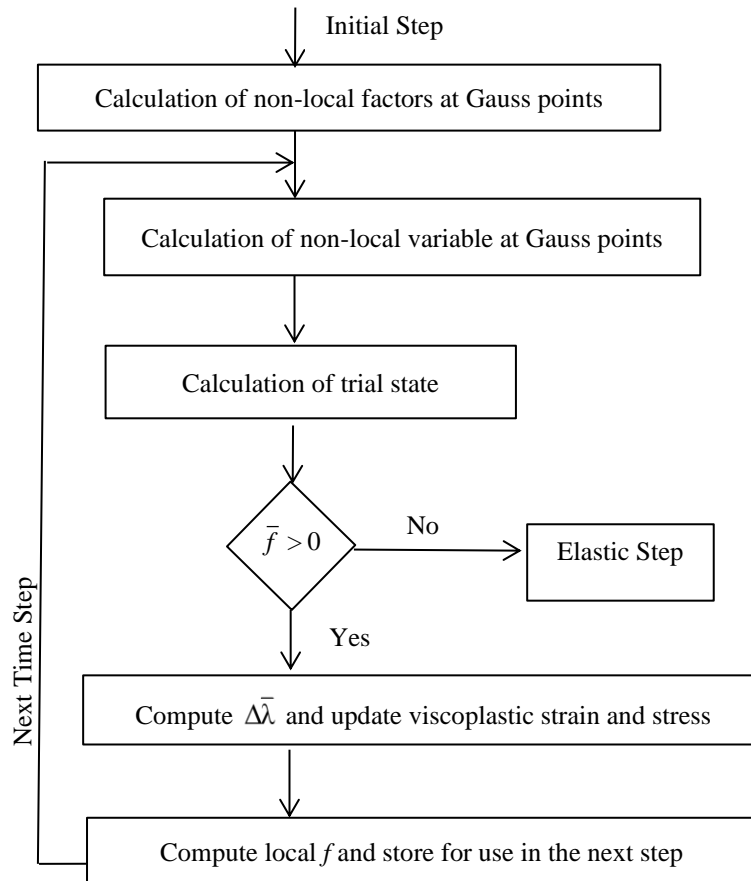 Initial Step
Calculation of non-local factors at Gauss points
Calculation of non-local variable at Gauss points
Calculation of trial state
f̅ > 0
No
Elastic Step
Yes
Compute Δλ̅ and update viscoplastic strain and stress
Compute local f and store for use in the next step
Next Time Step